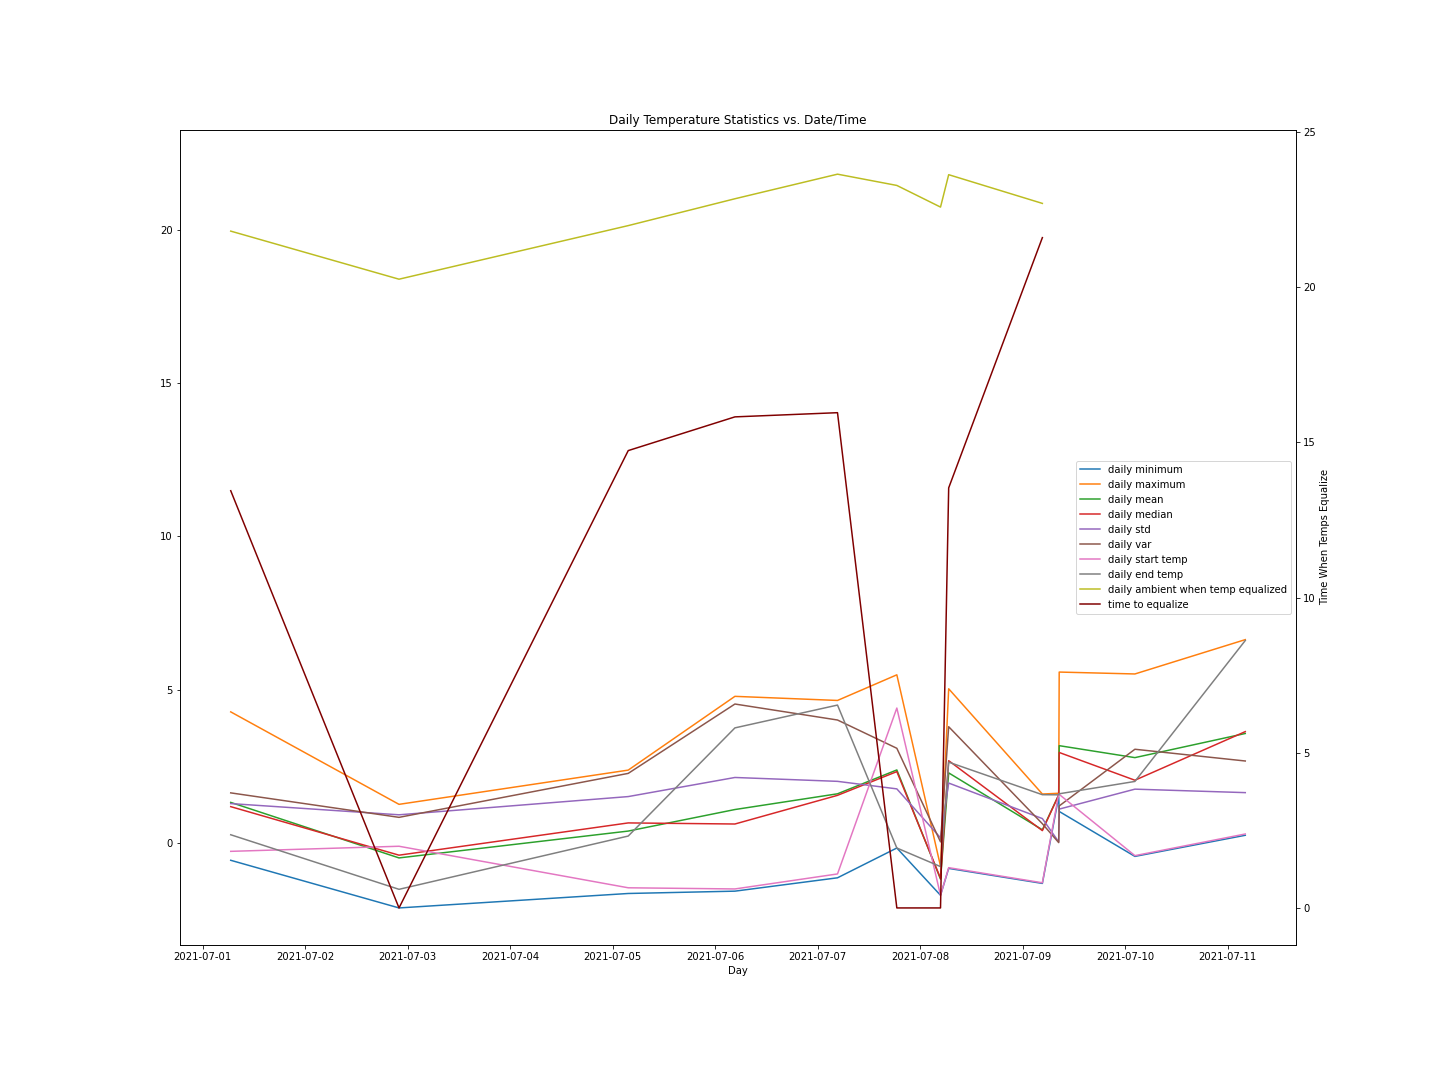 Daily Temperature Statistics vs. Date/Time
25
20
20
15
15
10
10
5
5
0
0
Time When Temps Equalize
daily minimum
daily maximum
daily mean
daily median
daily std
daily var
daily start temp
daily end temp
daily ambient when temp equalized
time to equalize
2021-07-01 2021-07-02 2021-07-03 2021-07-04 2021-07-05 2021-07-06 2021-07-07 2021-07-08 2021-07-09 2021-07-10 2021-07-11
Day